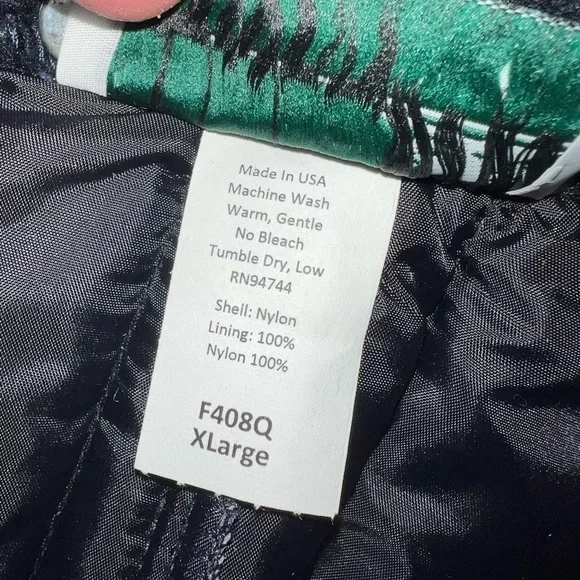 Made In USA
Machine Wash
Warm, Gentle
No Bleach
Tumble Dry, Low
RN94744
Shell: Nylon
Lining: 100%
Nylon 100%
F408Q
XLarge